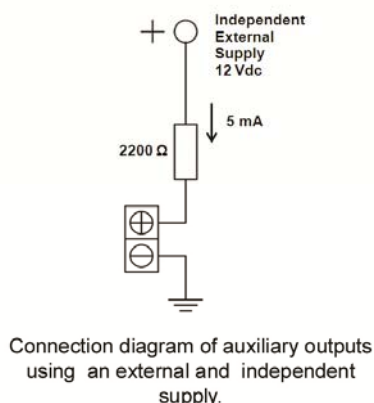 +
Independent
External
Supply
12 Vdc
5 mA
2200 Ω
Connection diagram of auxiliary outputs
using an external and independent
supply.